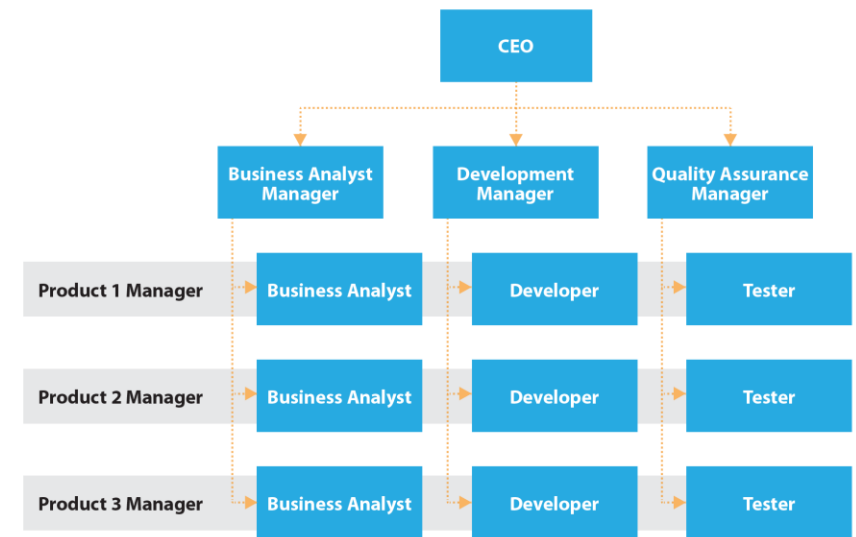 CEO
Business Analyst
Manager
Development
Manager
Quality Assurance
Manager
Product 1 Manager
Business Analyst
Developer
Tester
Product 2 Manager
Business Analyst
Developer
Tester
Product 3 Manager
Business Analyst
Developer
Tester